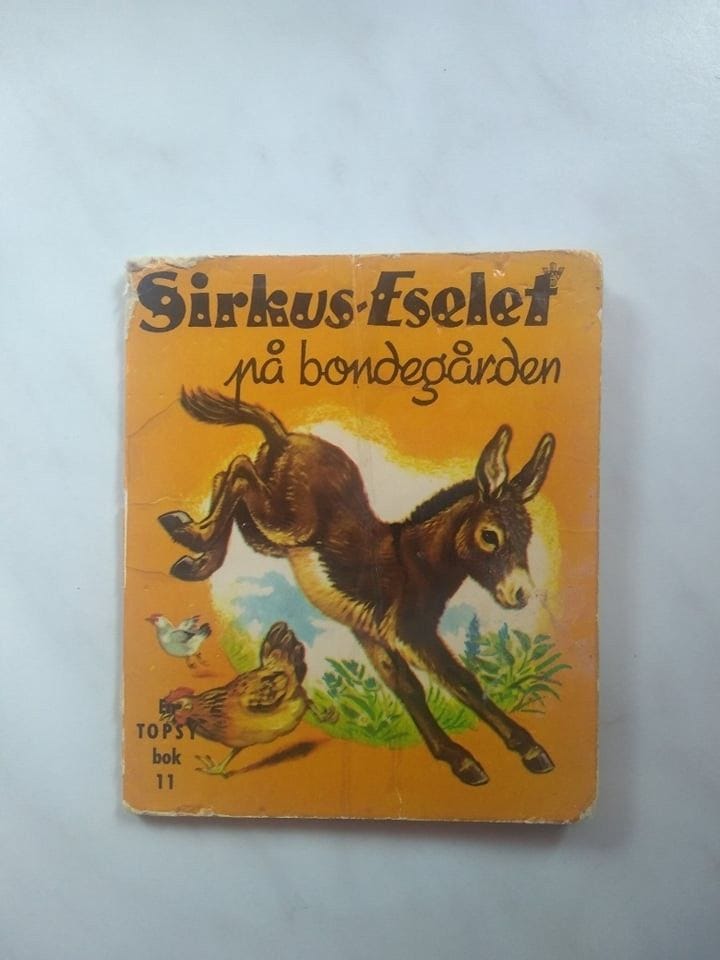 Sirkus-Eselet
på bondegården
En
TOPSY
bok
11